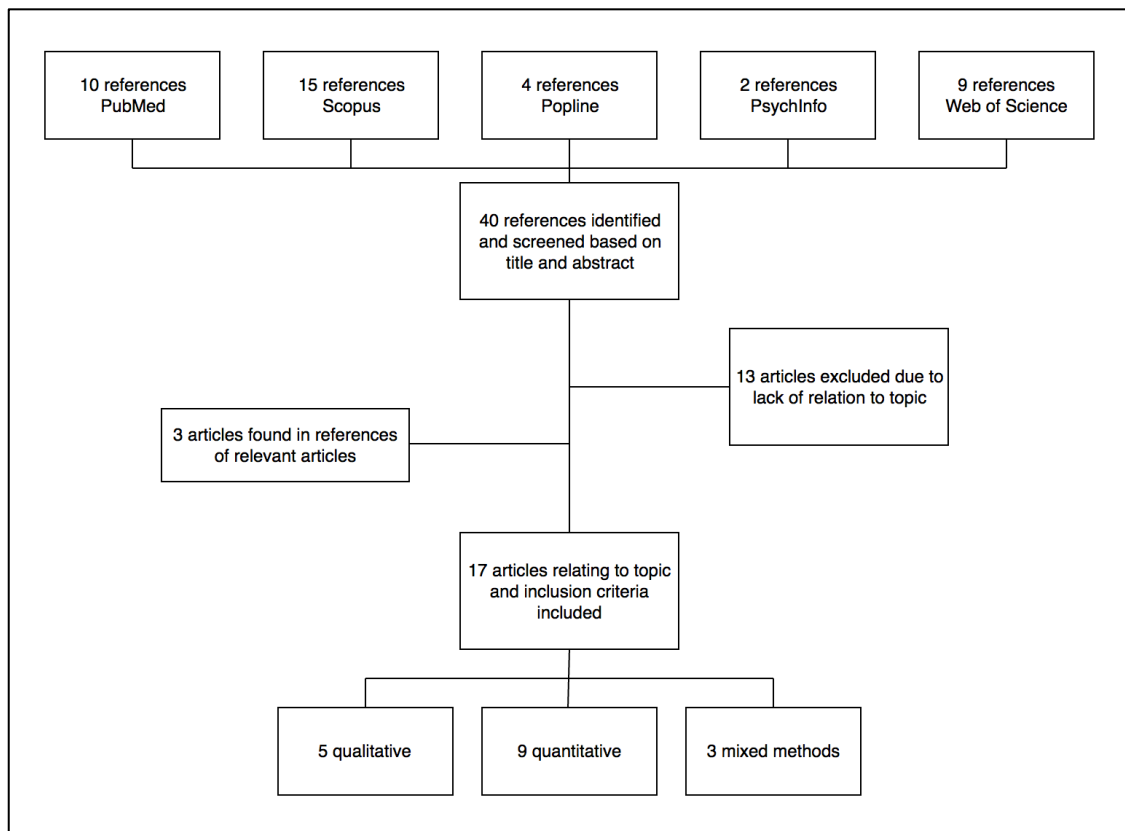 10 references
PubMed
15 references
Scopus
4 references
Popline
2 references
PsychInfo
9 references
Web of Science
40 references identified
and screened based on
title and abstract
13 articles excluded due to
lack of relation to topic
3 articles found in references
of relevant articles
17 articles relating to topic
and inclusion criteria
included
5 qualitative
9 quantitative
3 mixed methods